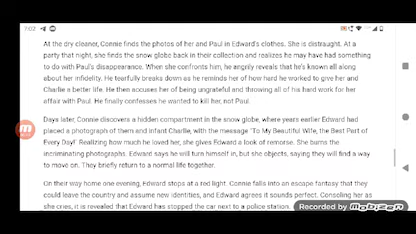 7:02
At the dry cleaner, Connie finds the photos of her and Paul in Edward's clothes. She is distraught. At a
party that night, she finds the snow globe back in their collection and realizes he may have had something
to do with Paul's disappearance. When she confronts him, he angrily reveals that he's known all along
about her infidelity. He tearfully breaks down as he reminds her of how hard he worked to give her and
Charlie a better life. He then accuses her of being ungrateful and throwing all of his hard work for her
affair with Paul. He finally confesses he wanted to kill her, not Paul.
Days later, Connie discovers a hidden compartment in the snow globe, where years earlier Edward had
placed a photograph of them and infant Charlie, with the message "To My Beautiful Wife, the Best Part of
Every Day!" Realizing how much he loved her, she gives Edward a look of remorse. She burns the
incriminating photographs. Edward says he will turn himself in, but she objects, saying they will find a
way to move on. They briefly return to a normal life together.
On their way home one evening, Edward stops at a red light. Connie falls into an escape fantasy that they
could leave the country and assume new identities, and Edward agrees it sounds perfect. Consoling her as
she cries, it is revealed that Edward has stopped the car next to a police station.
Recorded by mobizen